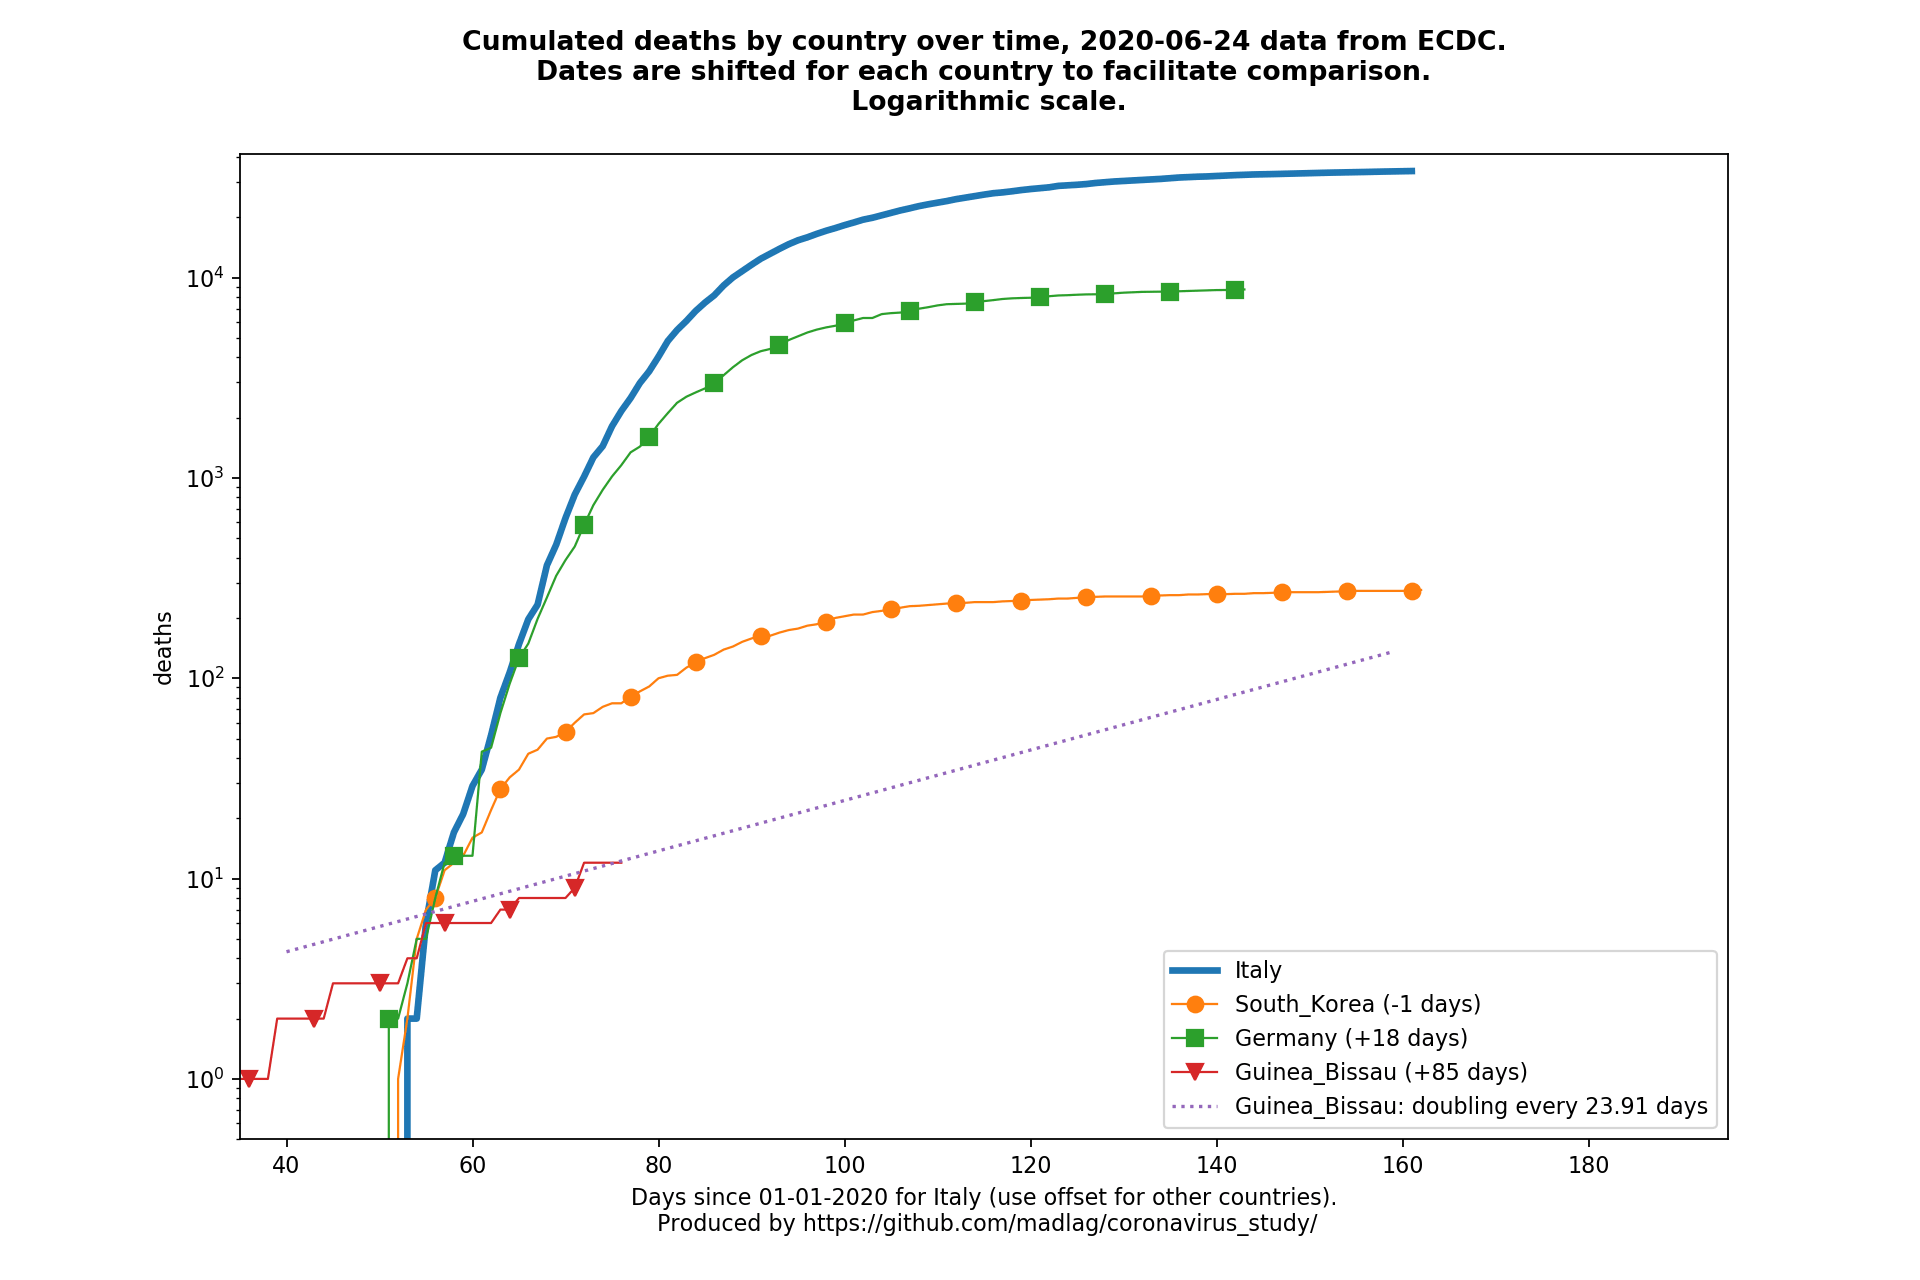 Cumulated deaths by country over time, 2020-06-24 data from ECDC.
Dates are shifted for each country to facilitate comparison.
Logarithmic scale.
deaths
10⁴
10³
10²
10¹
10⁰
40 60 80 100 120 140 160 180
Italy
South_Korea (-1 days)
Germany (+18 days)
Guinea_Bissau (+85 days)
Guinea_Bissau: doubling every 23.91 days
Days since 01-01-2020 for Italy (use offset for other countries).
Produced by https://github.com/madlag/coronavirus_study/